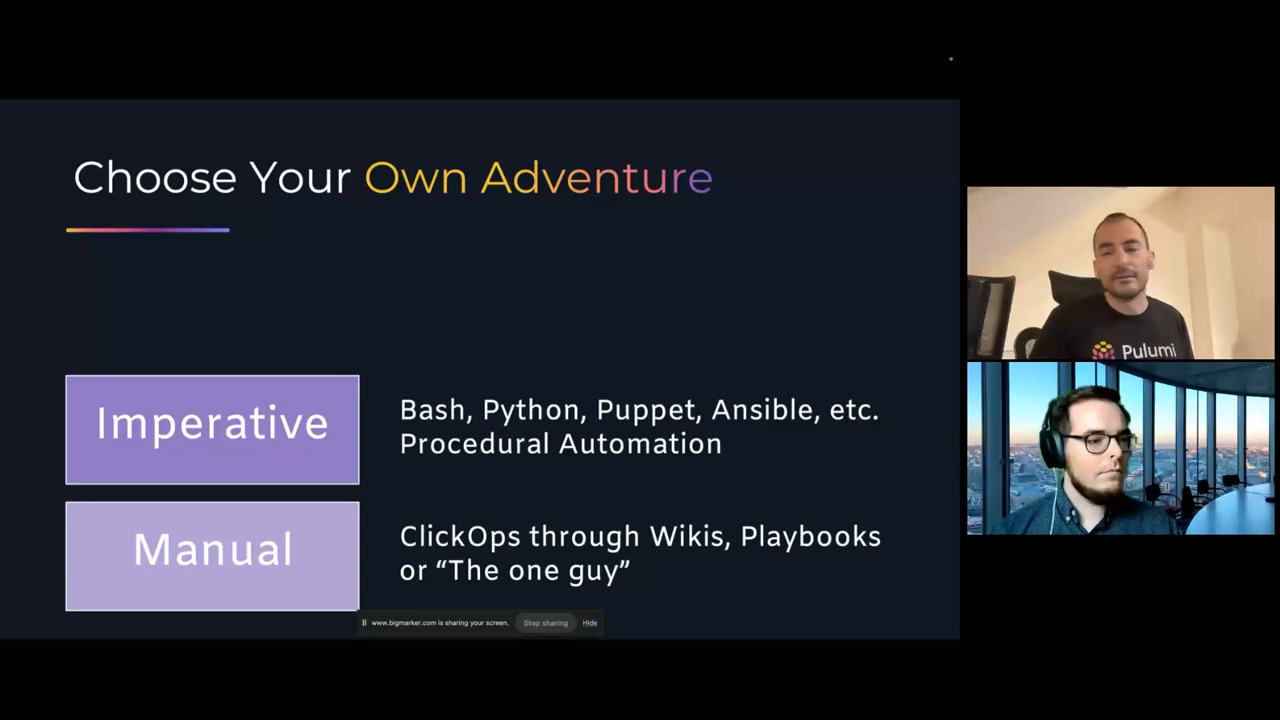 Choose Your Own Adventure
Imperative
Bash, Python, Puppet, Ansible, etc.
Procedural Automation
Manual
ClickOps through Wikis, Playbooks
or “The one guy”
www.bigmarker.com is sharing your screen.
Stop sharing
Hide
Pulumi